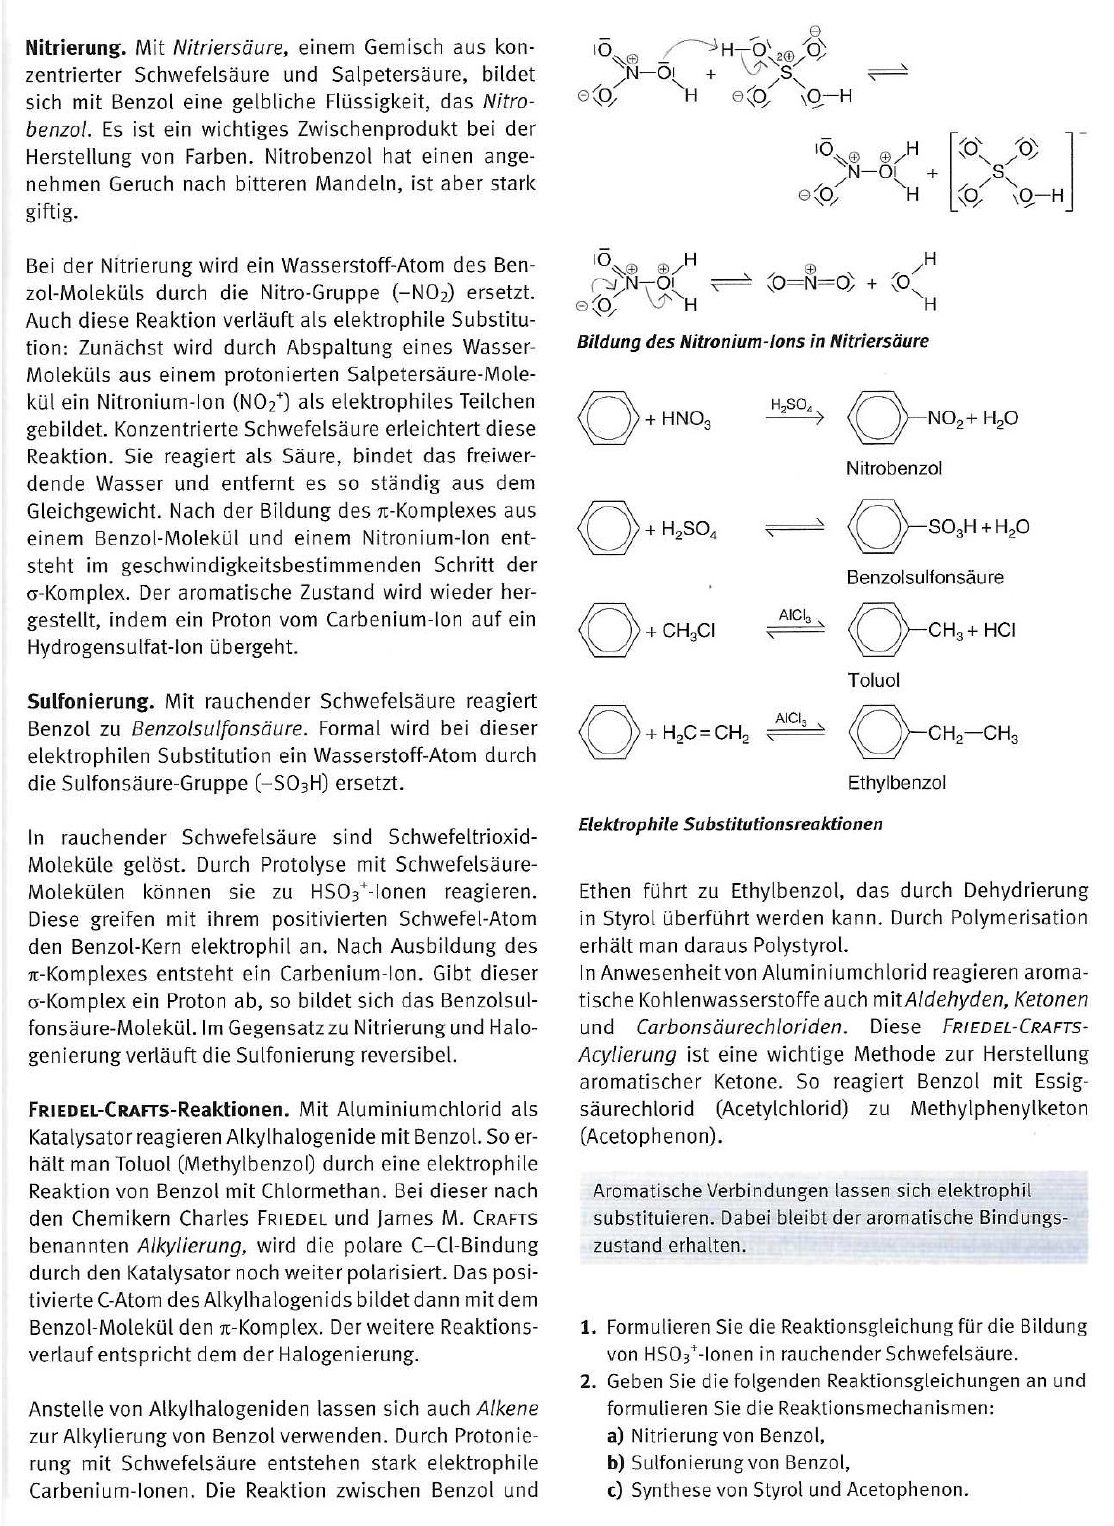 Nitrierung. Mit Nitriersäure, einem Gemisch aus kon-
zentrierter Schwefelsäure und Salpetersäure, bildet
sich mit Benzol eine gelbliche Flüssigkeit, das Nitro-
benzol. Es ist ein wichtiges Zwischenprodukt bei der
Herstellung von Farben. Nitrobenzol hat einen ange-
nehmen Geruch nach bitteren Mandeln, ist aber stark
giftig.
Bei der Nitrierung wird ein Wasserstoff-Atom des Ben-
zol-Moleküls durch die Nitro-Gruppe (–NO₂) ersetzt.
Auch diese Reaktion verläuft als elektrophile Substitu-
tion: Zunächst wird durch Abspaltung eines Wasser-
Moleküls aus einem protonierten Salpetersäure-Mole-
kül ein Nitronium-Ion (NO₂⁺) als elektrophiles Teilchen
gebildet. Konzentrierte Schwefelsäure erleichtert diese
Reaktion. Sie reagiert als Säure, bindet das freiwer-
dende Wasser und entfernt es so ständig aus dem
Gleichgewicht. Nach der Bildung des π-Komplexes aus
einem Benzol-Molekül und einem Nitronium-Ion ent-
steht im geschwindigkeitsbestimmenden Schritt der
σ-Komplex. Der aromatische Zustand wird wieder her-
gestellt, indem ein Proton vom Carbenium-Ion auf ein
Hydrogensulfat-Ion übergeht.
Sulfonierung. Mit rauchender Schwefelsäure reagiert
Benzol zu Benzolsulfonsäure. Formal wird bei dieser
elektrophilen Substitution ein Wasserstoff-Atom durch
die Sulfonsäure-Gruppe (–SO₃H) ersetzt.
In rauchender Schwefelsäure sind Schwefeltrioxid-
Moleküle gelöst. Durch Protolyse mit Schwefelsäure-
Molekülen können sie zu HSO₃⁺-Ionen reagieren.
Diese greifen mit ihrem positivierten Schwefel-Atom
den Benzol-Kern elektrophil an. Nach Ausbildung des
π-Komplexes entsteht ein Carbenium-Ion. Gibt dieser
σ-Komplex ein Proton ab, so bildet sich das Benzolsul-
fonsäure-Molekül. Im Gegensatz zu Nitrierung und Halo-
genierung verläuft die Sulfonierung reversibel.
FRIEDEL-CRAFTS-Reaktionen. Mit Aluminiumchlorid als
Katalysator reagieren Alkylhalogenide mit Benzol. So er-
hält man Toluol (Methylbenzol) durch eine elektrophile
Reaktion von Benzol mit Chlormethan. Bei dieser nach
den Chemikern Charles FRIEDEL und James M. CRAFTS
benannten Alkylierung, wird die polare C–Cl-Bindung
durch den Katalysator noch weiter polarisiert. Das posi-
tivierte C-Atom des Alkylhalogenids bildet dann mit dem
Benzol-Molekül den π-Komplex. Der weitere Reaktions-
verlauf entspricht dem der Halogenierung.
Anstelle von Alkylhalogeniden lassen sich auch Alkene
zur Alkylierung von Benzol verwenden. Durch Protonie-
rung mit Schwefelsäure entstehen stark elektrophile
Carbenium-Ionen. Die Reaktion zwischen Benzol und
Bildung des Nitronium-Ions in Nitriersäure
+ HNO₃ H₂SO₄ → –NO₂ + H₂O
Nitrobenzol
+ H₂SO₄ ⇌ –SO₃H + H₂O
Benzolsulfonsäure
+ CH₃Cl AlCl₃ ⇌ –CH₃ + HCl
Toluol
+ H₂C=CH₂ AlCl₃ ⇌ –CH₂–CH₃
Ethylbenzol
Elektrophile Substitutionsreaktionen
Ethen führt zu Ethylbenzol, das durch Dehydrierung
in Styrol überführt werden kann. Durch Polymerisation
erhält man daraus Polystyrol.
In Anwesenheit von Aluminiumchlorid reagieren aroma-
tische Kohlenwasserstoffe auch mit Aldehyden, Ketonen
und Carbonsäurechloriden. Diese FRIEDEL-CRAFTS-
Acylierung ist eine wichtige Methode zur Herstellung
aromatischer Ketone. So reagiert Benzol mit Essig-
säurechlorid (Acetylchlorid) zu Methylphenylketon
(Acetophenon).
Aromatische Verbindungen lassen sich elektrophil
substituieren. Dabei bleibt der aromatische Bindungs-
zustand erhalten.
1. Formulieren Sie die Reaktionsgleichung für die Bildung
von HSO₃⁺-Ionen in rauchender Schwefelsäure.
2. Geben Sie die folgenden Reaktionsgleichungen an und
formulieren Sie die Reaktionsmechanismen:
a) Nitrierung von Benzol,
b) Sulfonierung von Benzol,
c) Synthese von Styrol und Acetophenon.